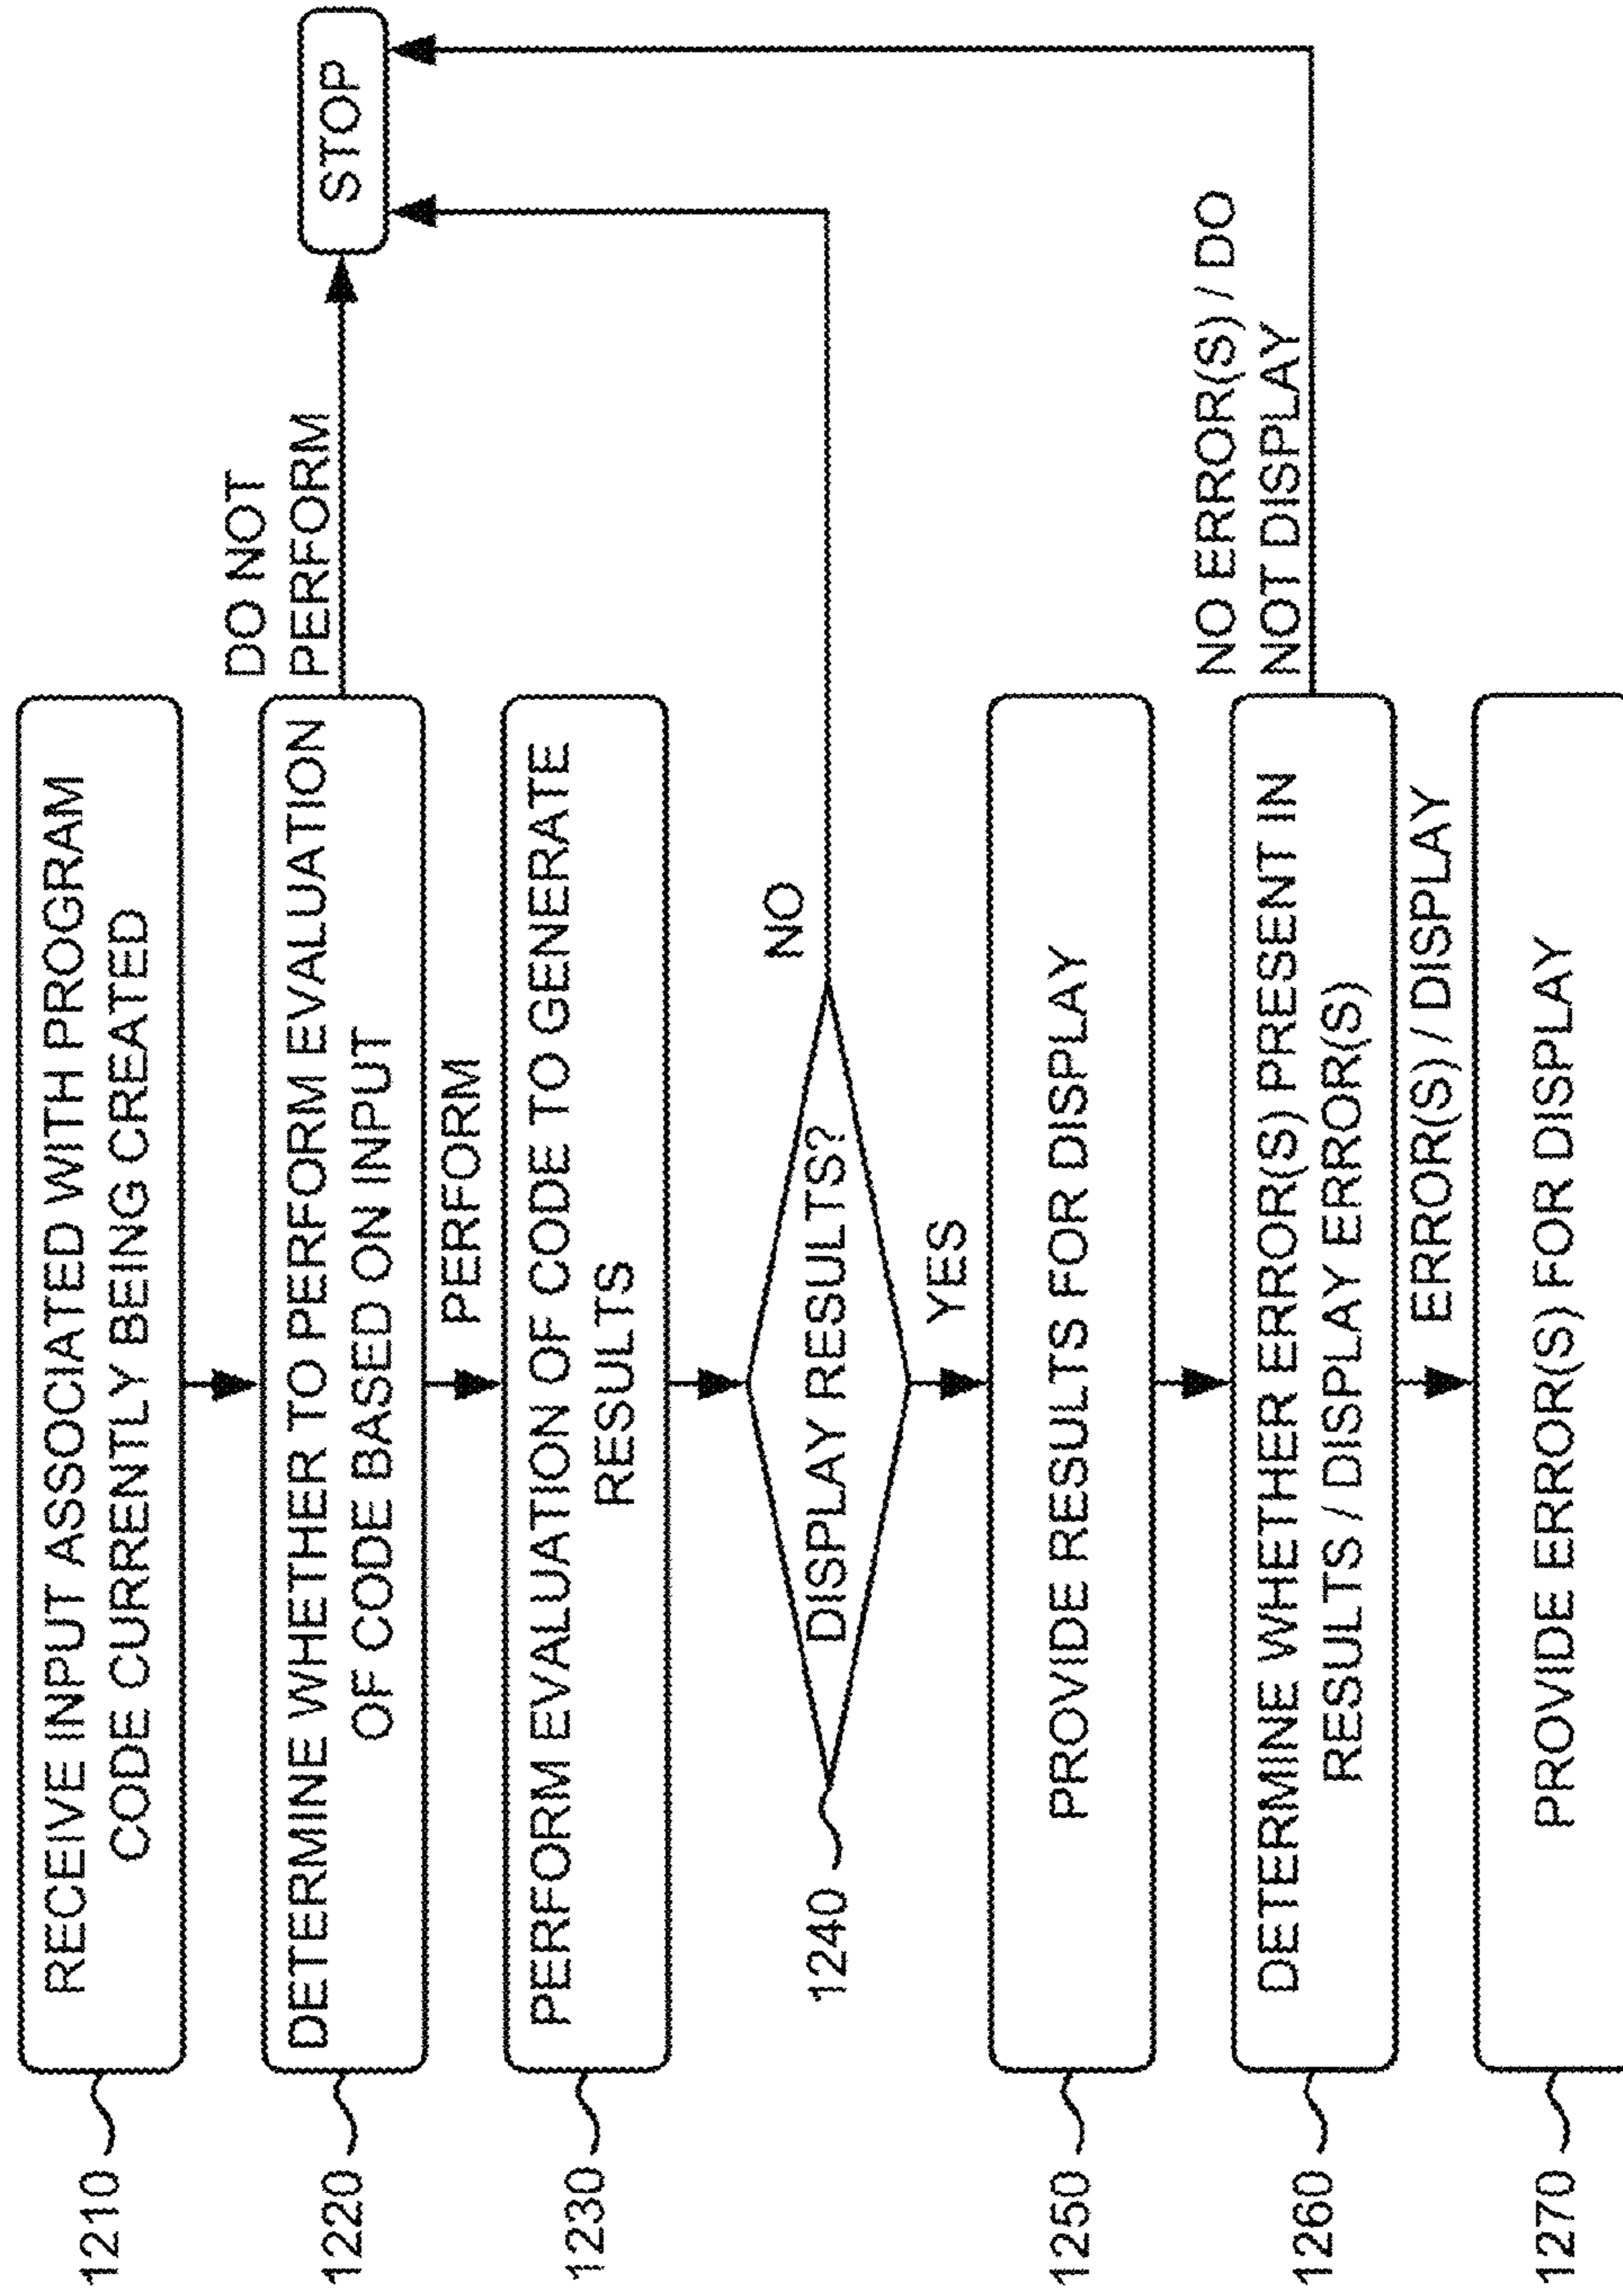 1210
RECEIVE INPUT ASSOCIATED WITH PROGRAM
CODE CURRENTLY BEING CREATED
1220
DETERMINE WHETHER TO PERFORM EVALUATION
OF CODE BASED ON INPUT
DO NOT
PERFORM
STOP
PERFORM
1230
PERFORM EVALUATION OF CODE TO GENERATE
RESULTS
1240
DISPLAY RESULTS?
NO
YES
1250
PROVIDE RESULTS FOR DISPLAY
1260
DETERMINE WHETHER ERROR(S) PRESENT IN
RESULTS / DISPLAY ERROR(S)
NO ERROR(S) / DO
NOT DISPLAY
ERROR(S) / DISPLAY
1270
PROVIDE ERROR(S) FOR DISPLAY